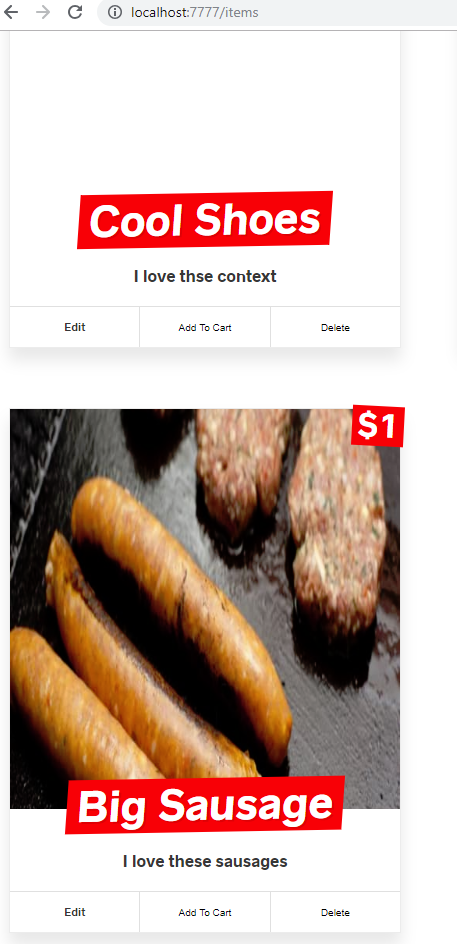 localhost:7777/items
Cool Shoes
I love thse context
Edit Add To Cart Delete
$1
Big Sausage
I love these sausages
Edit Add To Cart Delete